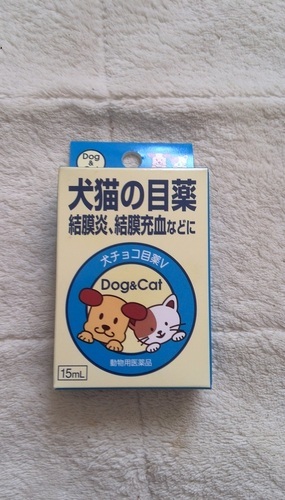 Dog
&
犬猫の目薬
結膜炎、結膜充血などに
犬チョコ目薬V
Dog&Cat
動物用医薬品
15mL